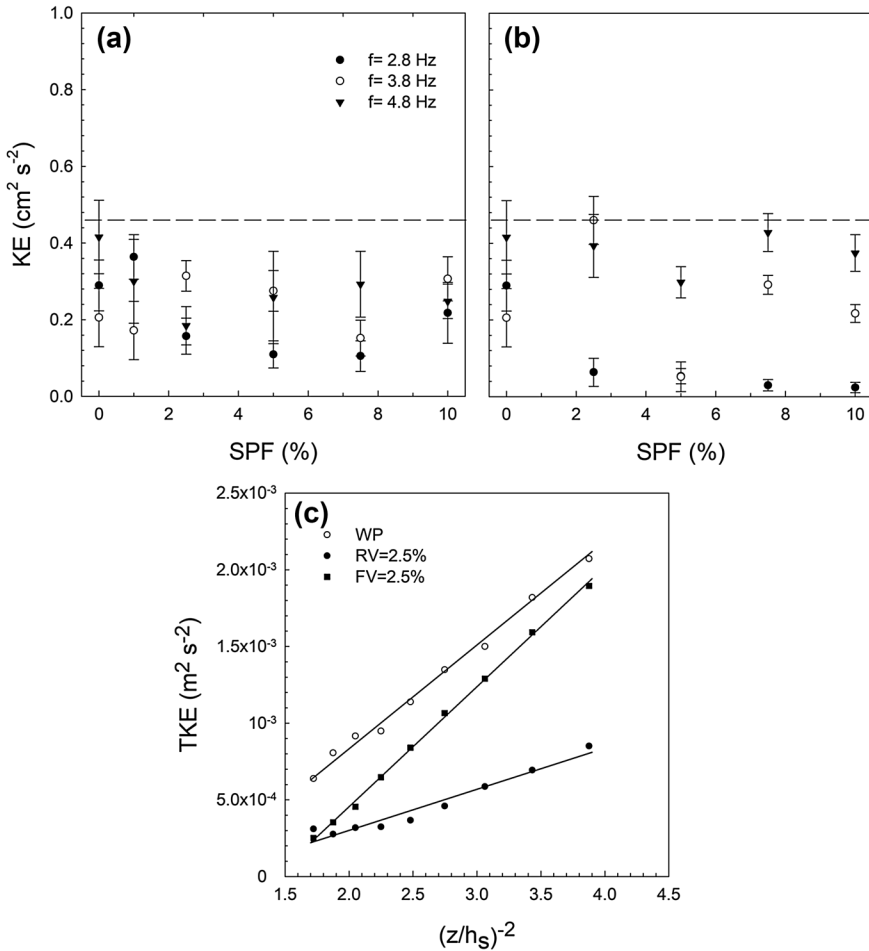 (a)
(b)
f= 2.8 Hz
f= 3.8 Hz
f= 4.8 Hz
KE (cm² s⁻²)
1.0
0.8
0.6
0.4
0.2
0.0
0 2 4 6 8 10
0 2 4 6 8 10
SPF (%)
SPF (%)
(c)
WP
RV=2.5%
FV=2.5%
TKE (m² s⁻²)
2.5x10⁻³
2.0x10⁻³
1.5x10⁻³
10⁻³
5.0x10⁻⁴
0
1.5 2.0 2.5 3.0 3.5 4.0 4.5
(z/hₛ)⁻²